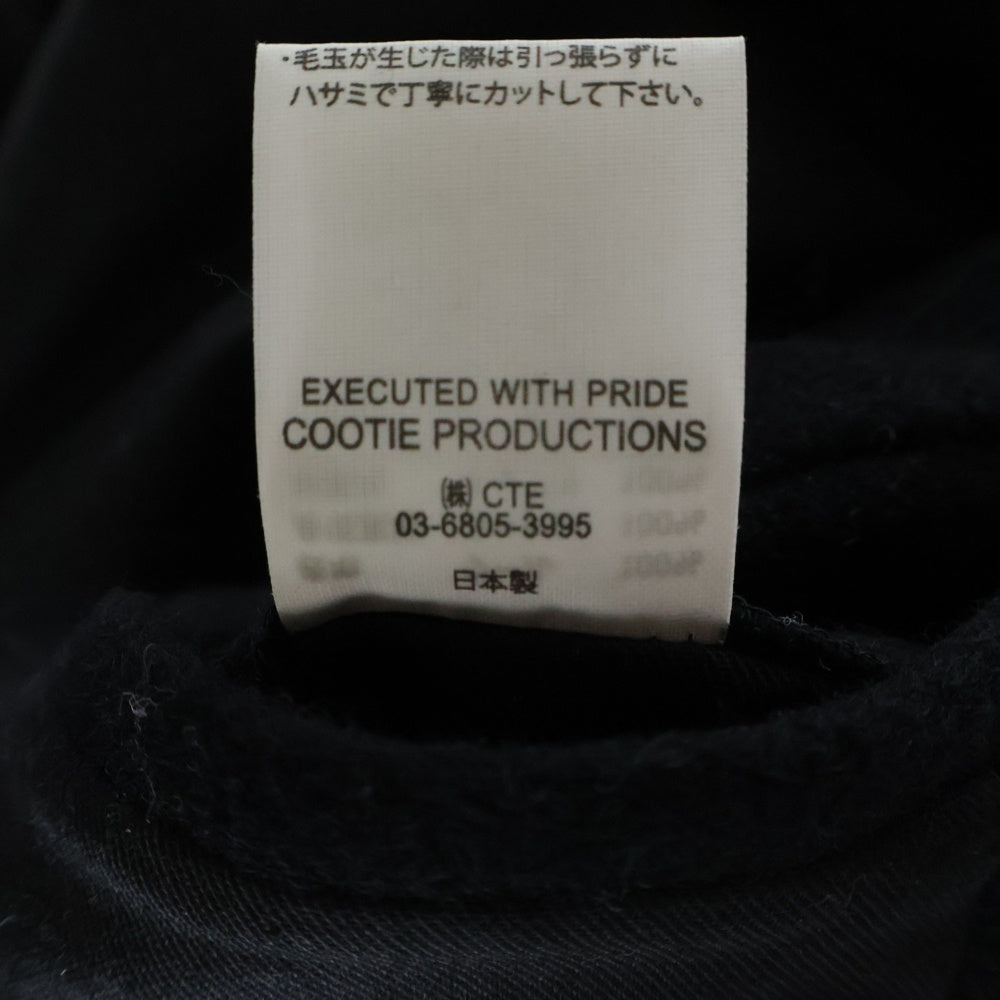 ・毛玉が生じた際は引っ張らずに
ハサミで丁寧にカットして下さい。
EXECUTED WITH PRIDE
COOTIE PRODUCTIONS
㈱ CTE
03-6805-3995
日本製